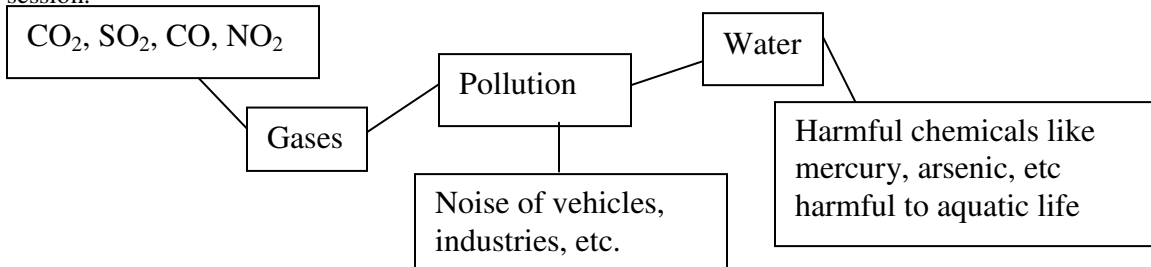 session.
CO₂, SO₂, CO, NO₂
Water
Pollution
Gases
Harmful chemicals like
mercury, arsenic, etc
harmful to aquatic life
Noise of vehicles,
industries, etc.